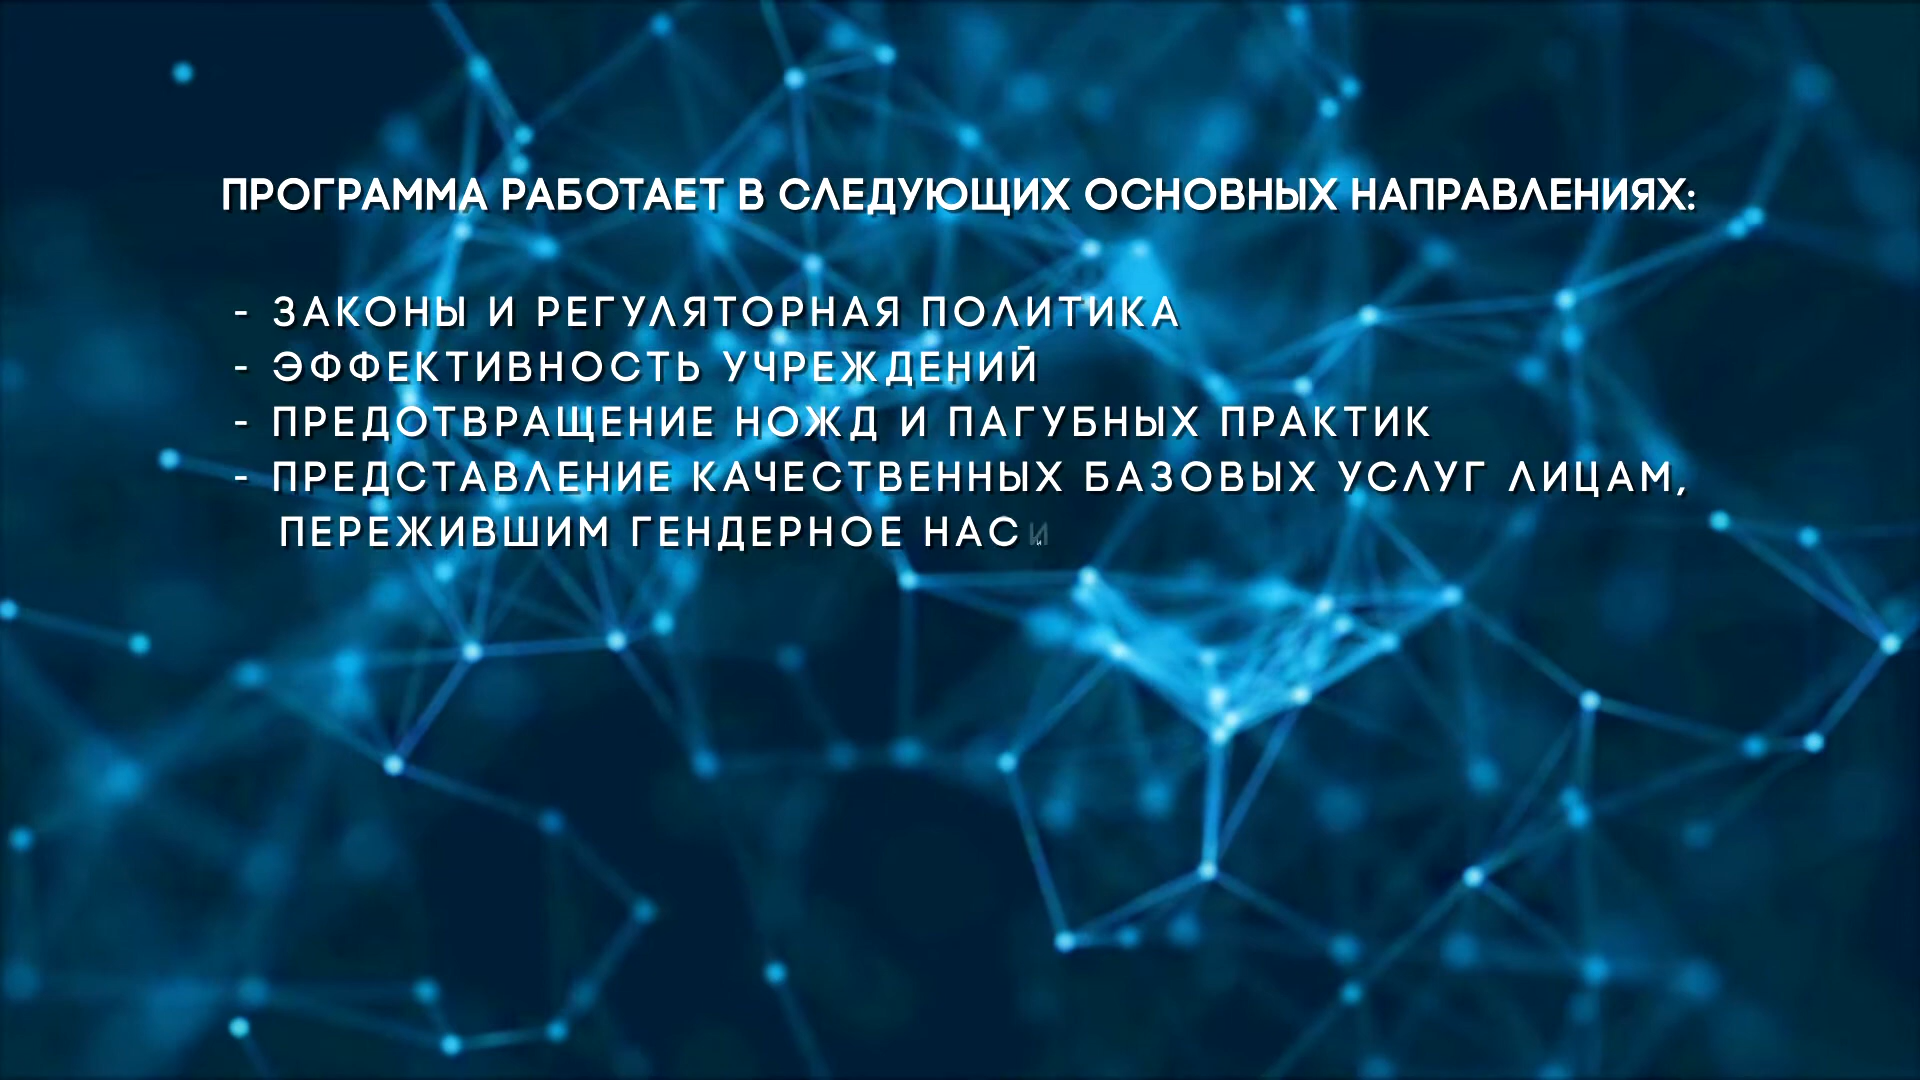 ПРОГРАММА РАБОТАЕТ В СЛЕДУЮЩИХ ОСНОВНЫХ НАПРАВЛЕНИЯХ:
- ЗАКОНЫ И РЕГУЛЯТОРНАЯ ПОЛИТИКА
- ЭФФЕКТИВНОСТЬ УЧРЕЖДЕНИЙ
- ПРЕДОТВРАЩЕНИЕ НОЖД И ПАГУБНЫХ ПРАКТИК
- ПРЕДСТАВЛЕНИЕ КАЧЕСТВЕННЫХ БАЗОВЫХ УСЛУГ ЛИЦАМ,
ПЕРЕЖИВШИМ ГЕНДЕРНОЕ НАСИ